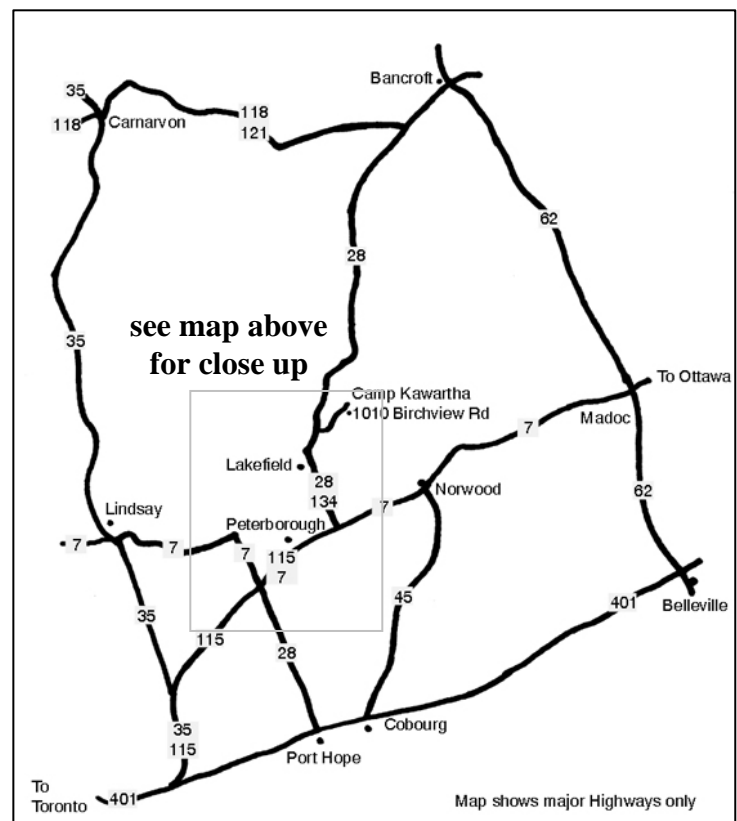 Bancroft
35
118
Carnarvon
118
121
62
28
see map above
for close up
35
To Ottawa
Camp Kawartha
1010 Birchview Rd
Madoc
7
Lakefield
28
134
Norwood
62
7
Lindsay
Peterborough
7
7
7
115
7
45
401
Belleville
35
115
28
Cobourg
35
115
Port Hope
To
Toronto
401
Map shows major Highways only